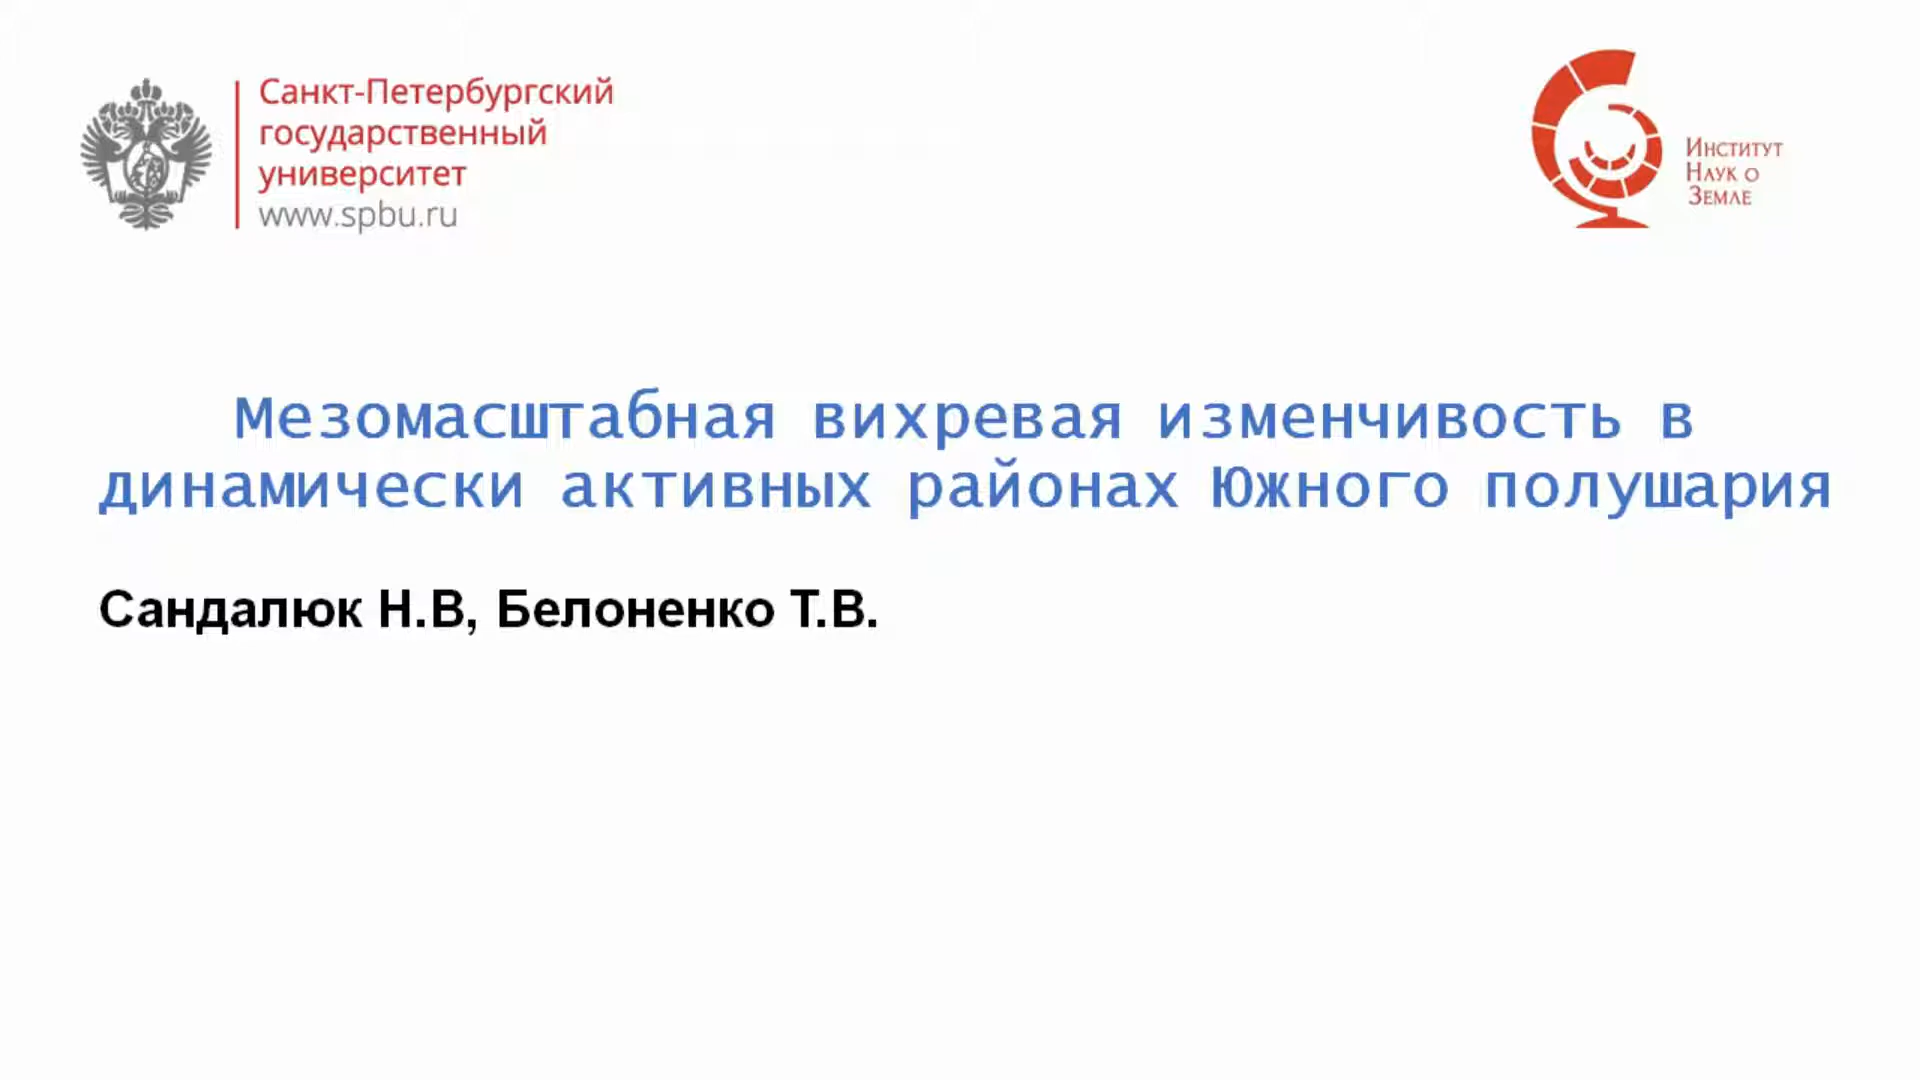 Санкт-Петербургский
государственный
университет
www.spbu.ru
Институт
Наук о
Земле
Мезомасштабная вихревая изменчивость в
динамически активных районах Южного полушария
Сандалюк Н.В, Белоненко Т.В.